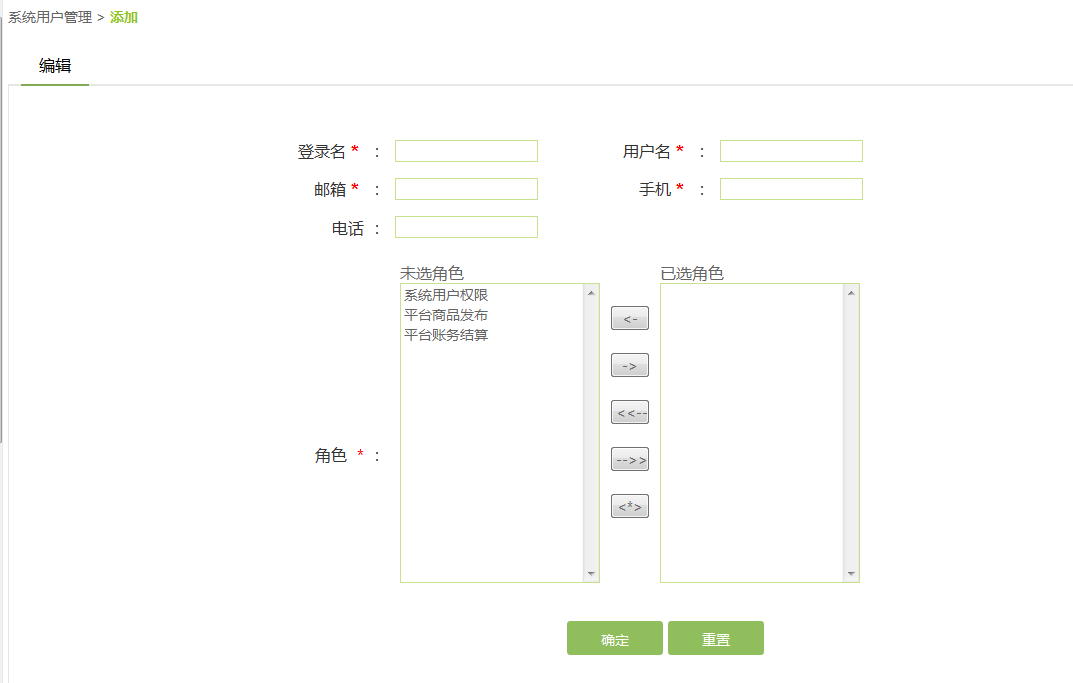 系统用户管理 > 添加
编辑
登录名 * ： 用户名 * ：
邮箱 * ： 手机 * ：
电话 ：
未选角色 已选角色
系统用户权限
平台商品发布
平台账务结算
<-
->
<<--
角色 * ：
-->>
<*>
确定 重置